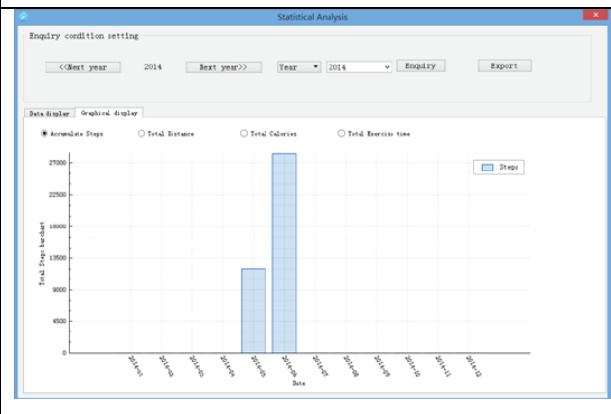 Statistical Analysis
Enquiry condition setting
<<Next year 2014 Next year>> Year 2014 Enquiry Export
Data display Graphical display
Accumulate Steps Total Distance Total Calories Total Exercise time
27000
22500
18000
13500
9000
4500
0
Total Steps barchart
Steps
2014-01 2014-02 2014-03 2014-04 2014-05 2014-06 2014-07 2014-08 2014-09 2014-10 2014-11 2014-12
Date